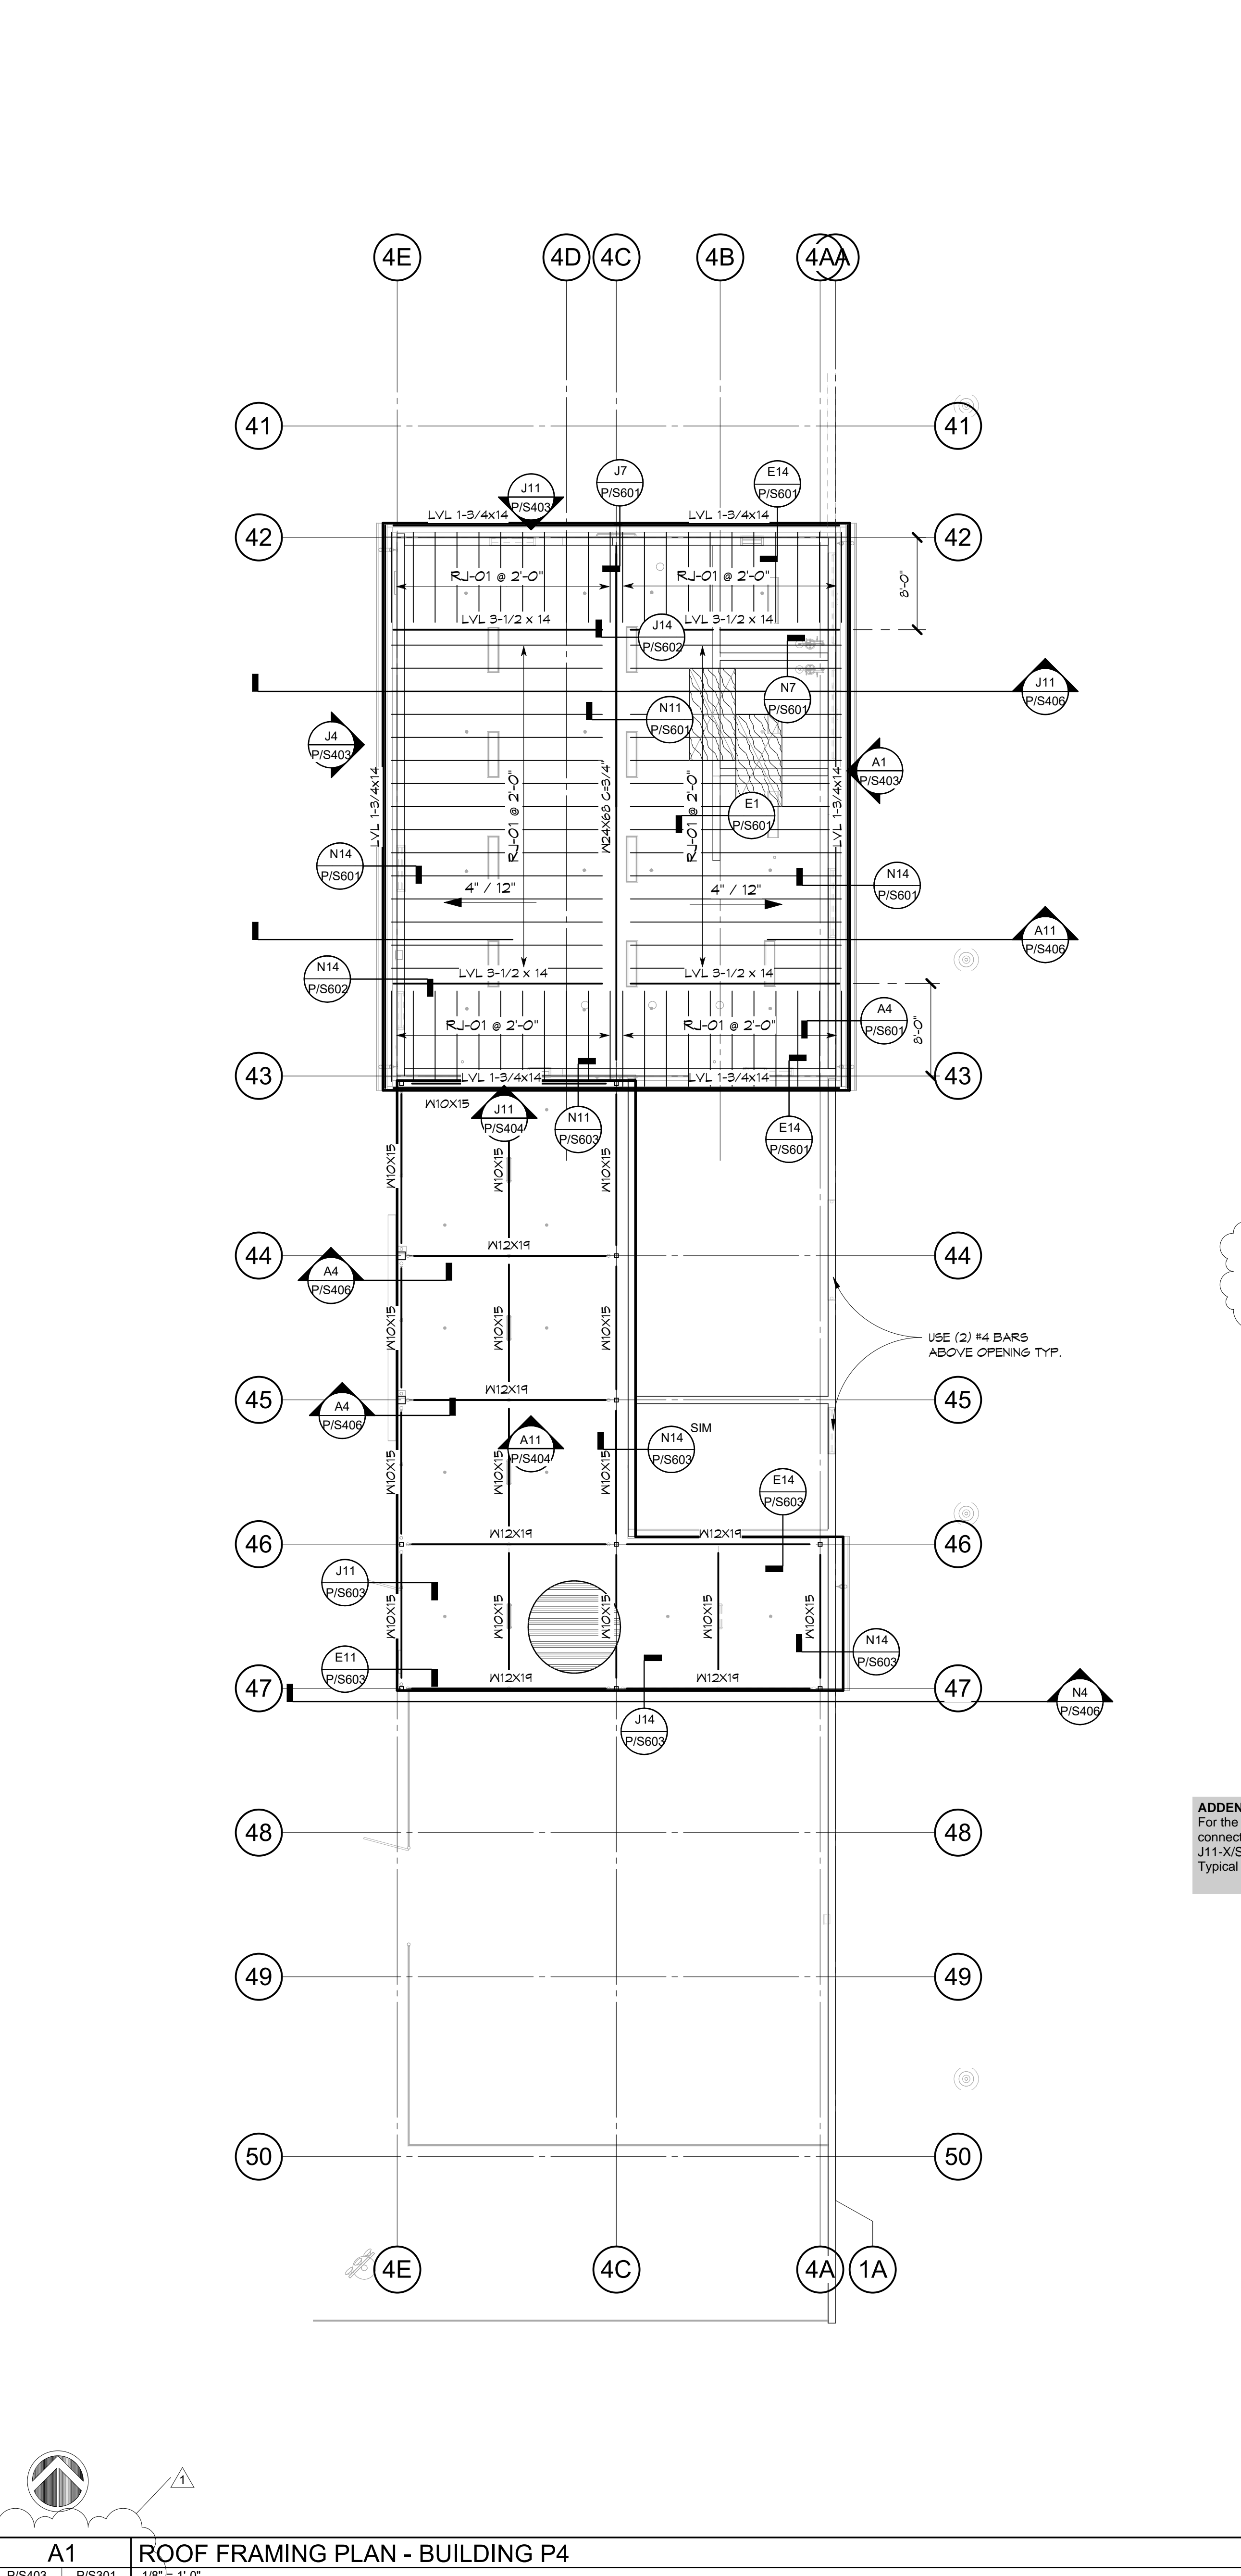 4E
4D
4C
4B
4A
A
41
41
J7
P/S601
E14
P/S601
J11
P/S403
LVL 1-3/4x14
LVL 1-3/4x14
42
42
RJ-01 @ 2'-0"
RJ-01 @ 2'-0"
8'-0"
LVL 3-1/2 x 14
LVL 3-1/2 x 14
J14
P/S602
N7
P/S601
J11
P/S406
N11
P/S601
J4
P/S403
A1
P/S403
LVL 1-3/4x14
RJ-01 @ 2'-0"
W24X68 C=3/4"
RJ-01 @ 2'-0"
LVL 1-3/4x14
E1
P/S601
N14
P/S601
N14
P/S601
4" / 12"
4" / 12"
A11
P/S406
N14
P/S602
LVL 3-1/2 x 14
LVL 3-1/2 x 14
A4
P/S601
RJ-01 @ 2'-0"
RJ-01 @ 2'-0"
8'-0"
43
43
LVL 1-3/4x14
LVL 1-3/4x14
W10X15
J11
P/S404
N11
P/S603
E14
P/S601
W10X15
W10X15
W10X15
44
W12X19
44
A4
P/S406
W10X15
W10X15
W10X15
USE (2) #4 BARS
ABOVE OPENING TYP.
45
W12X19
45
A4
P/S406
A11
P/S404
N14
P/S603
SIM
W10X15
W10X15
W10X15
E14
P/S603
46
W12X19
W12X19
46
J11
P/S603
W10X15
W10X15
W10X15
W10X15
W10X15
N14
P/S603
E11
P/S603
47
W12X19
W12X19
47
N4
P/S406
J14
P/S603
ADDEN
For the
connect
J11-X/S
Typical
48
48
49
49
50
50
4E
4C
4A
1A
1
A1
ROOF FRAMING PLAN - BUILDING P4
P/S403
P/S301
1/8" = 1'-0"